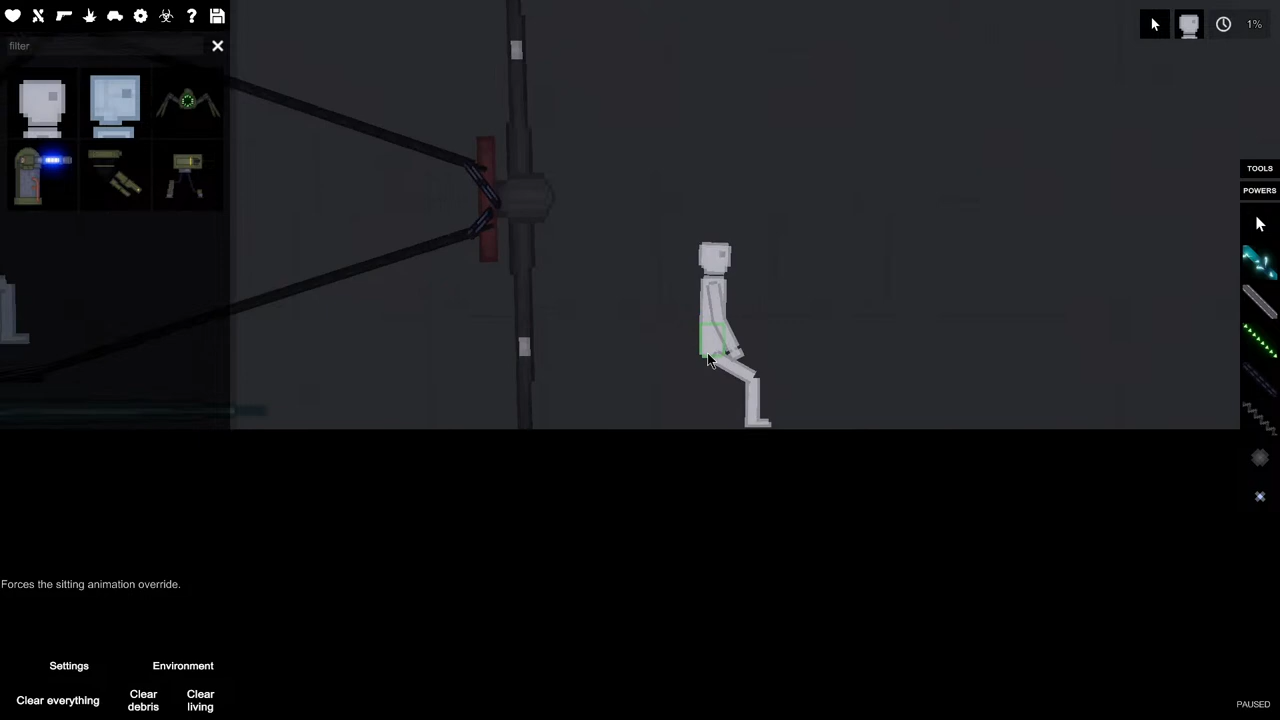 ?
1%
filter
TOOLS
POWERS
Forces the sitting animation override.
Settings
Environment
Clear everything
Clear
debris
Clear
living
PAUSED